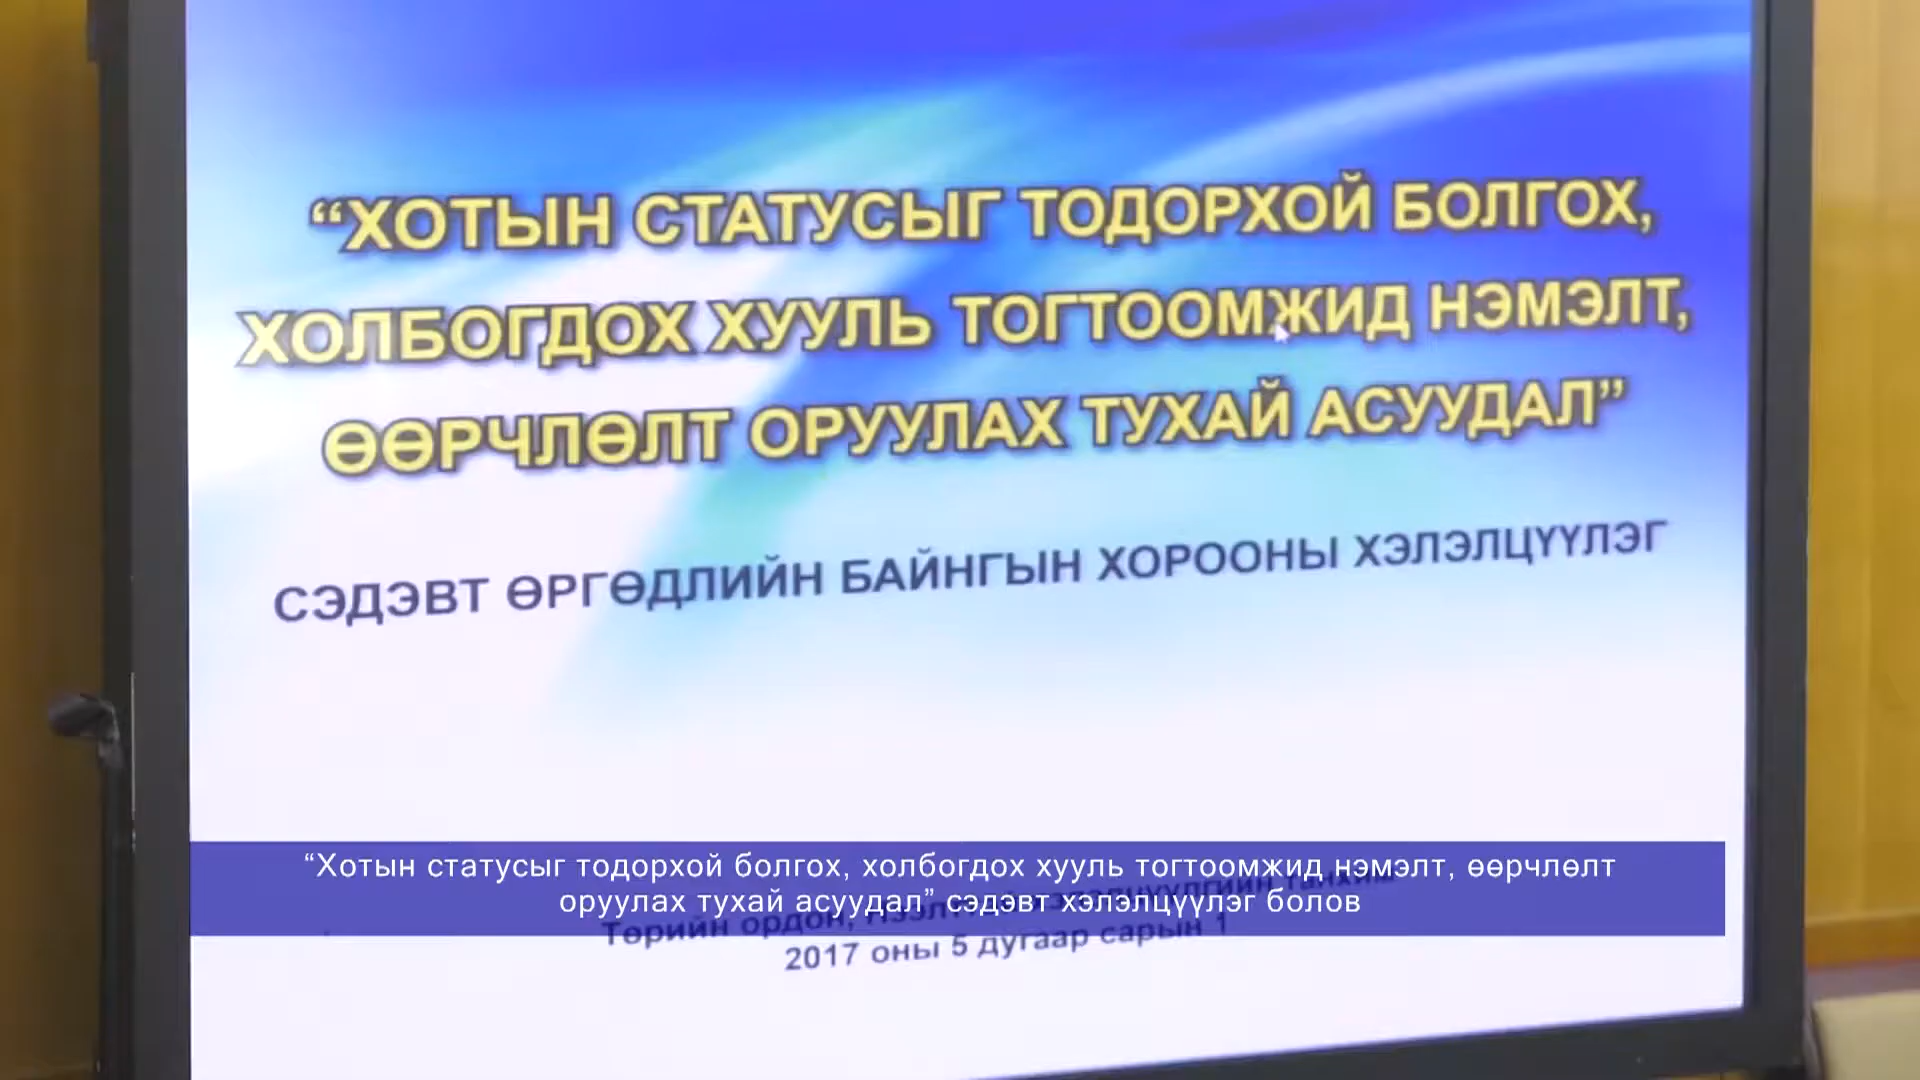 “ХОТЫН СТАТУСЫГ ТОДОРХОЙ БОЛГОХ,
ХОЛБОГДОХ ХУУЛЬ ТОГТООМЖИД НЭМЭЛТ,
ӨӨРЧЛӨЛТ ОРУУЛАХ ТУХАЙ АСУУДАЛ”
СЭДЭВТ ӨРГӨДЛИЙН БАЙНГЫН ХОРООНЫ ХЭЛЭЛЦҮҮЛЭГ
“Хотын статусыг тодорхой болгох, холбогдох хууль тогтоомжид нэмэлт, өөрчлөлт
оруулах тухай асуудал” сэдэвт хэлэлцүүлэг болов
Төрийн ордон,
2017 оны 5 дугаар сарын 1